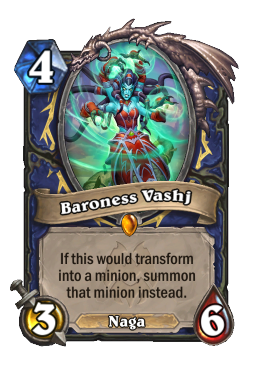 4
Baroness Vashj
If this would transform
into a minion, summon
that minion instead.
3
Naga
6